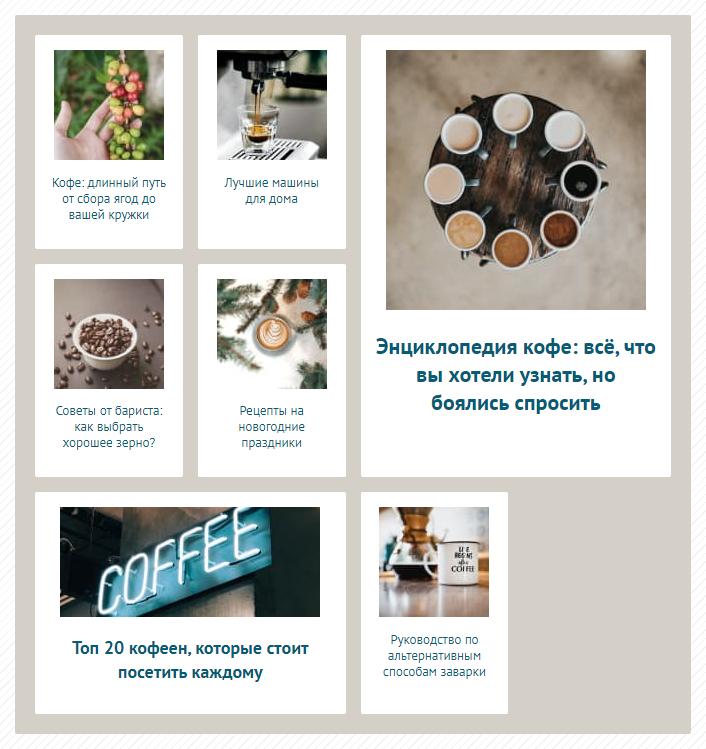 Кофе: длинный путь
от сбора ягод до
вашей кружки
Лучшие машины
для дома
Энциклопедия кофе: всё, что
вы хотели узнать, но
боялись спросить
Советы от бариста:
как выбрать
хорошее зерно?
Рецепты на
новогодние
праздники
COFFEE
Топ 20 кофеен, которые стоит
посетить каждому
LIFE
BEGINS
after
COFFEE
Руководство по
альтернативным
способам заварки